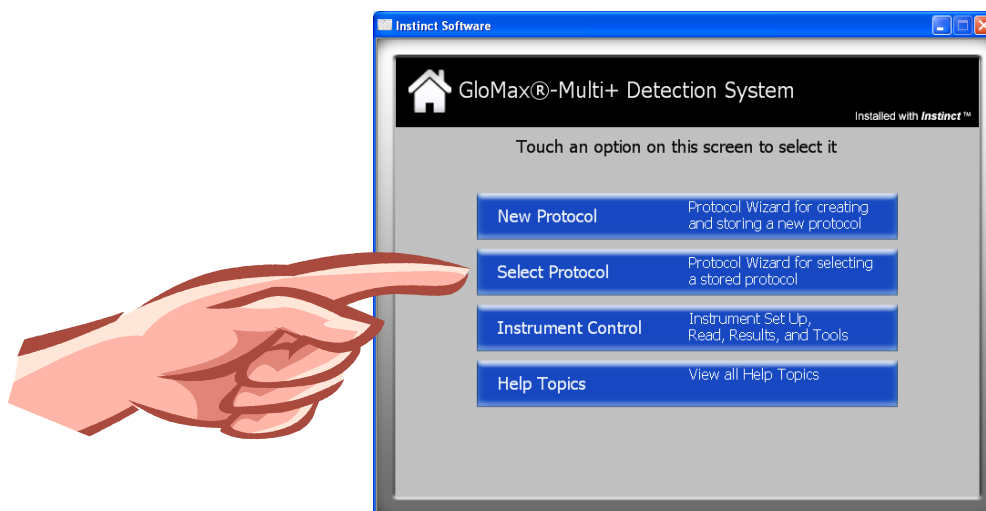 Instinct Software
GloMax®-Multi+ Detection System
Installed with Instinct™
Touch an option on this screen to select it
New Protocol
Protocol Wizard for creating
and storing a new protocol
Select Protocol
Protocol Wizard for selecting
a stored protocol
Instrument Control
Instrument Set Up,
Read, Results, and Tools
Help Topics
View all Help Topics